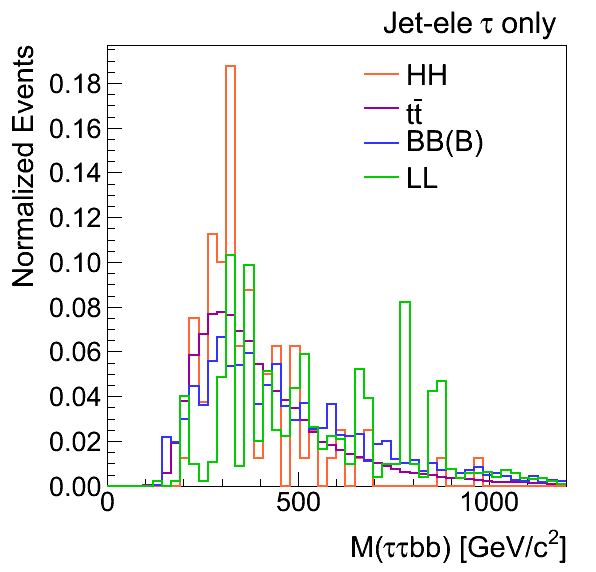 Jet-ele τ only
Normalized Events
0.18
0.16
0.14
0.12
0.10
0.08
0.06
0.04
0.02
0.00
HH
tt̄
BB(B)
LL
0 500 1000
M(ττbb) [GeV/c²]